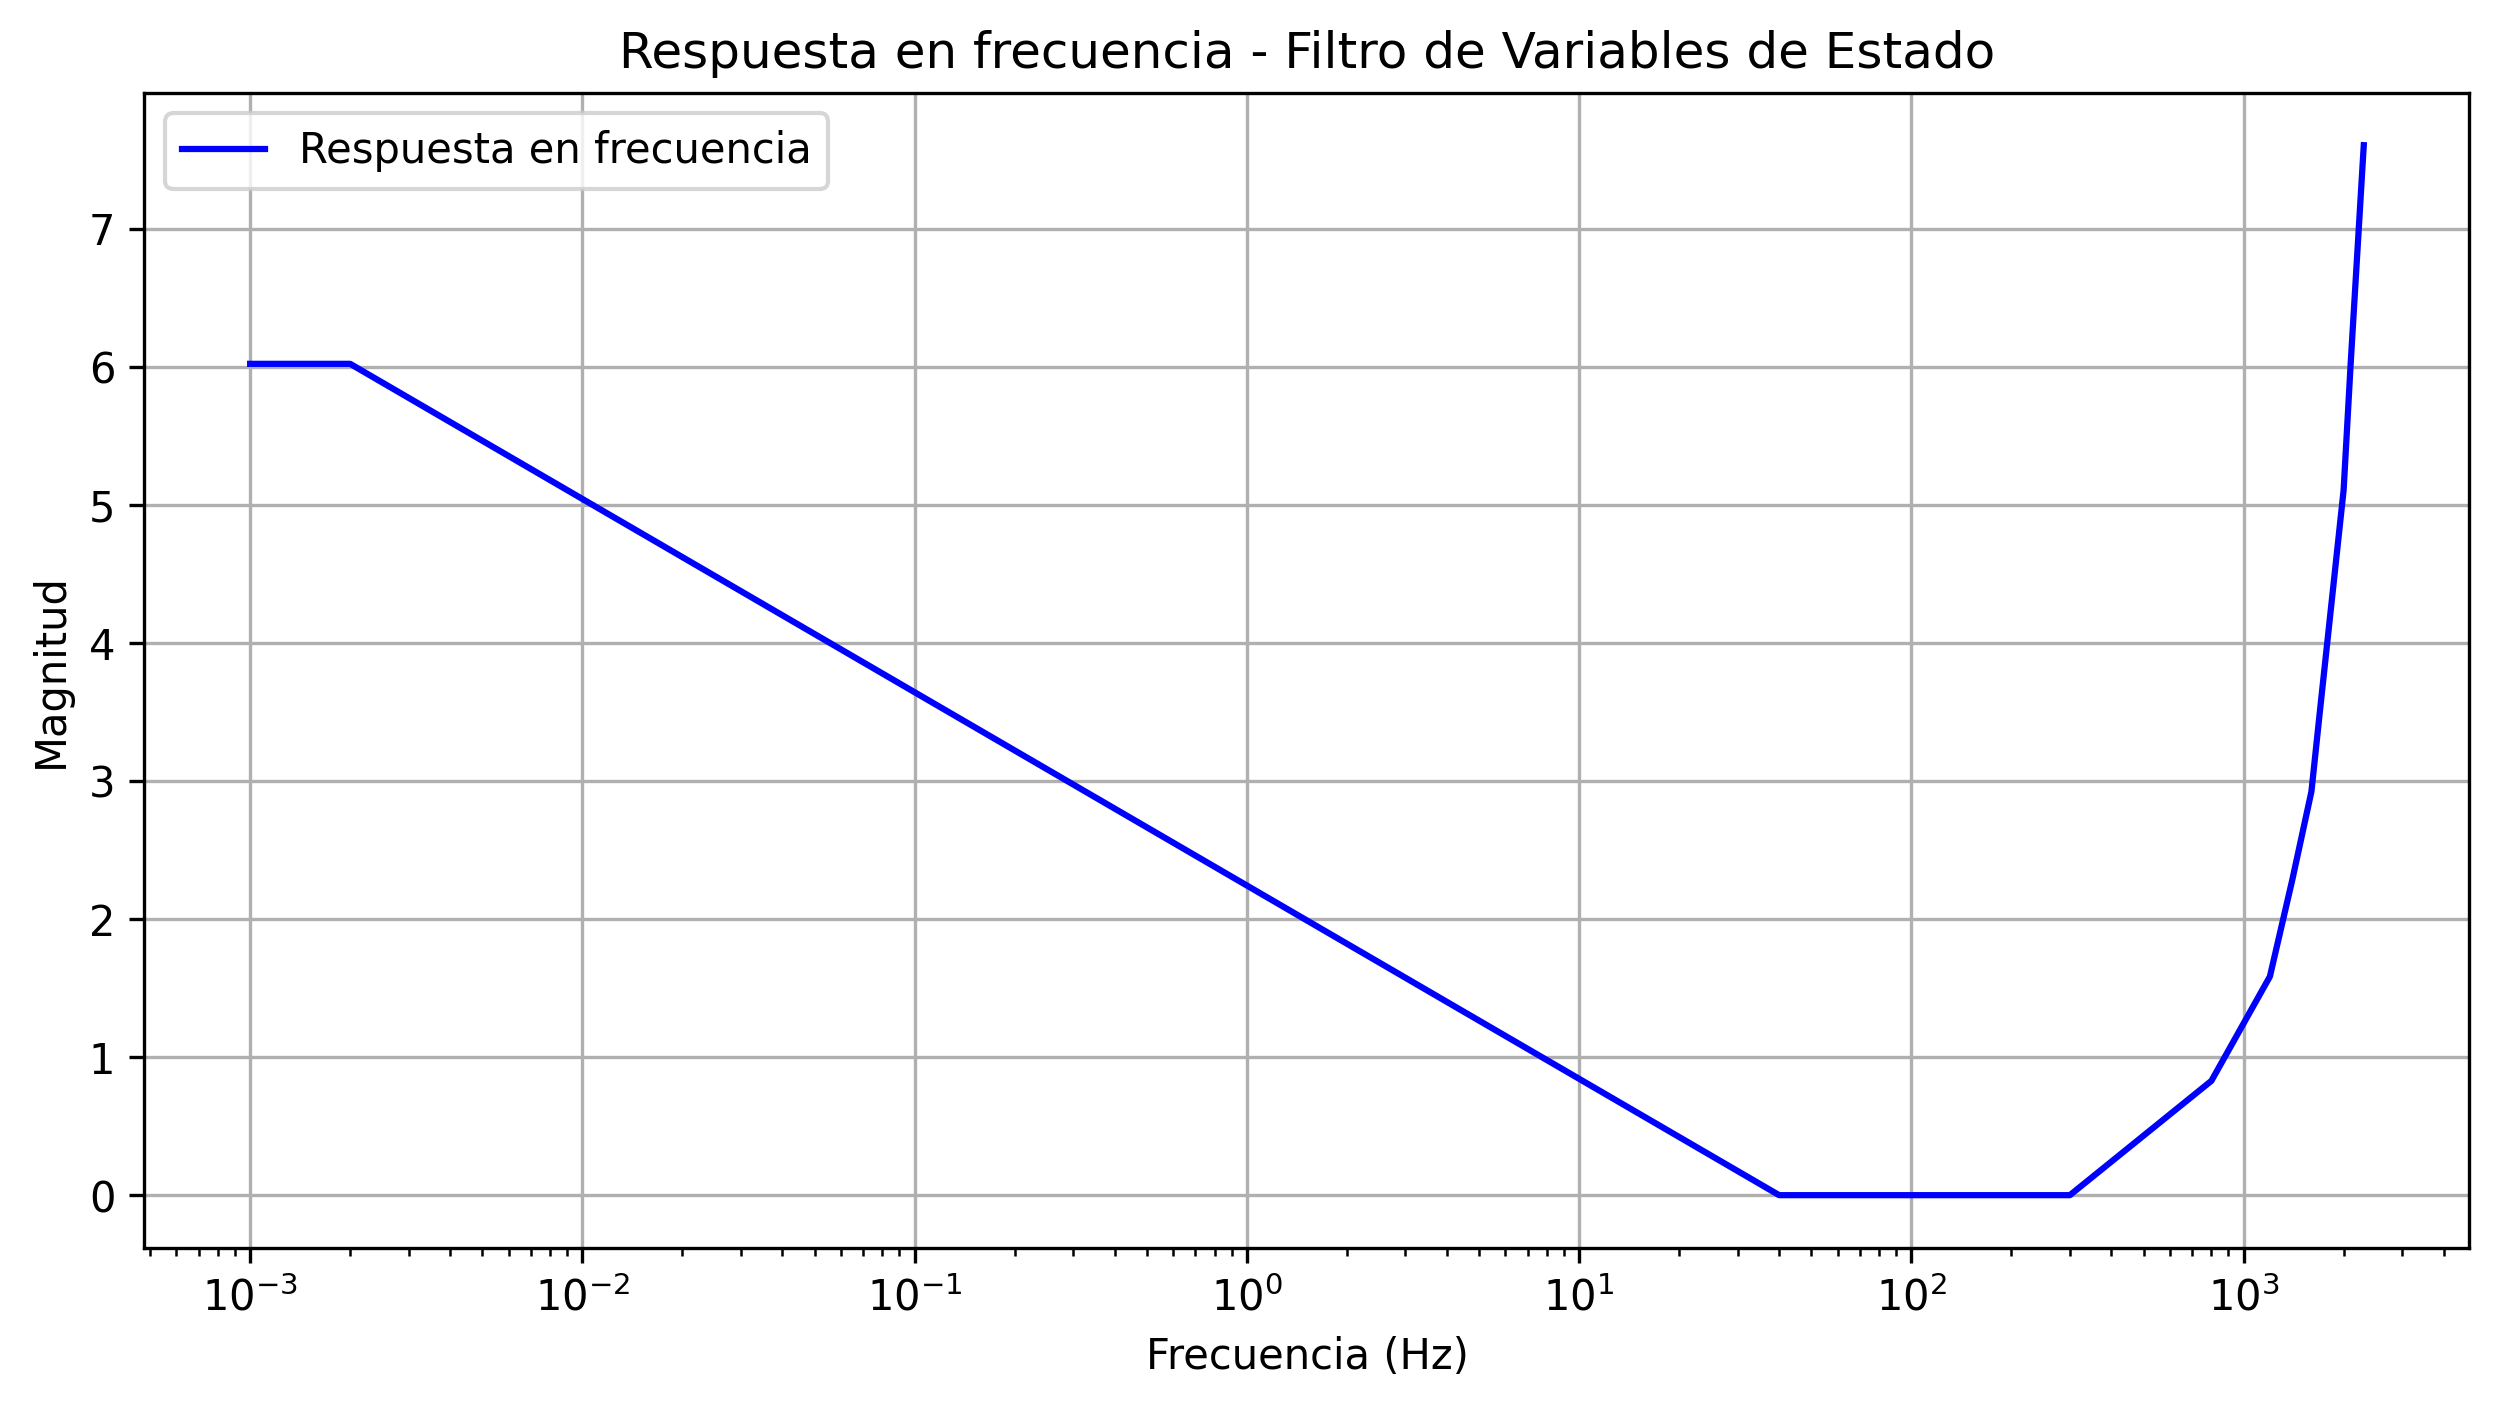 Respuesta en frecuencia - Filtro de Variables de Estado
Respuesta en frecuencia
7
6
5
4
3
2
1
0
Magnitud
10⁻³ 10⁻² 10⁻¹ 10⁰ 10¹ 10² 10³
Frecuencia (Hz)